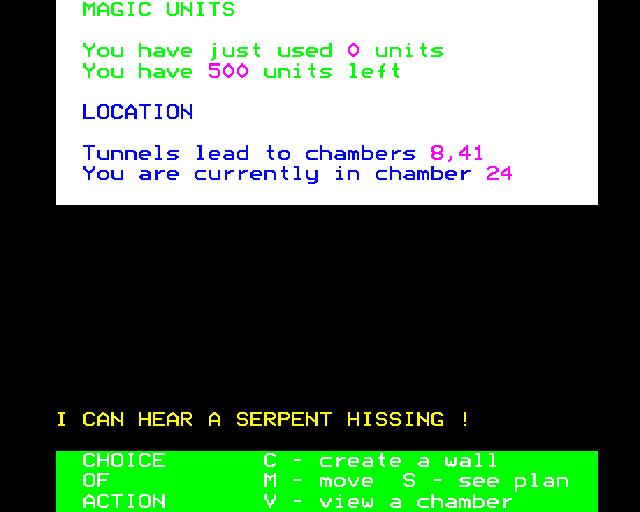 MAGIC UNITS
You have just used 0 units
You have 500 units left
LOCATION
Tunnels lead to chambers 8,41
You are currently in chamber 24
I CAN HEAR A SERPENT HISSING !
CHOICE C - create a wall
OF M - move S - see plan
ACTION V - view a chamber